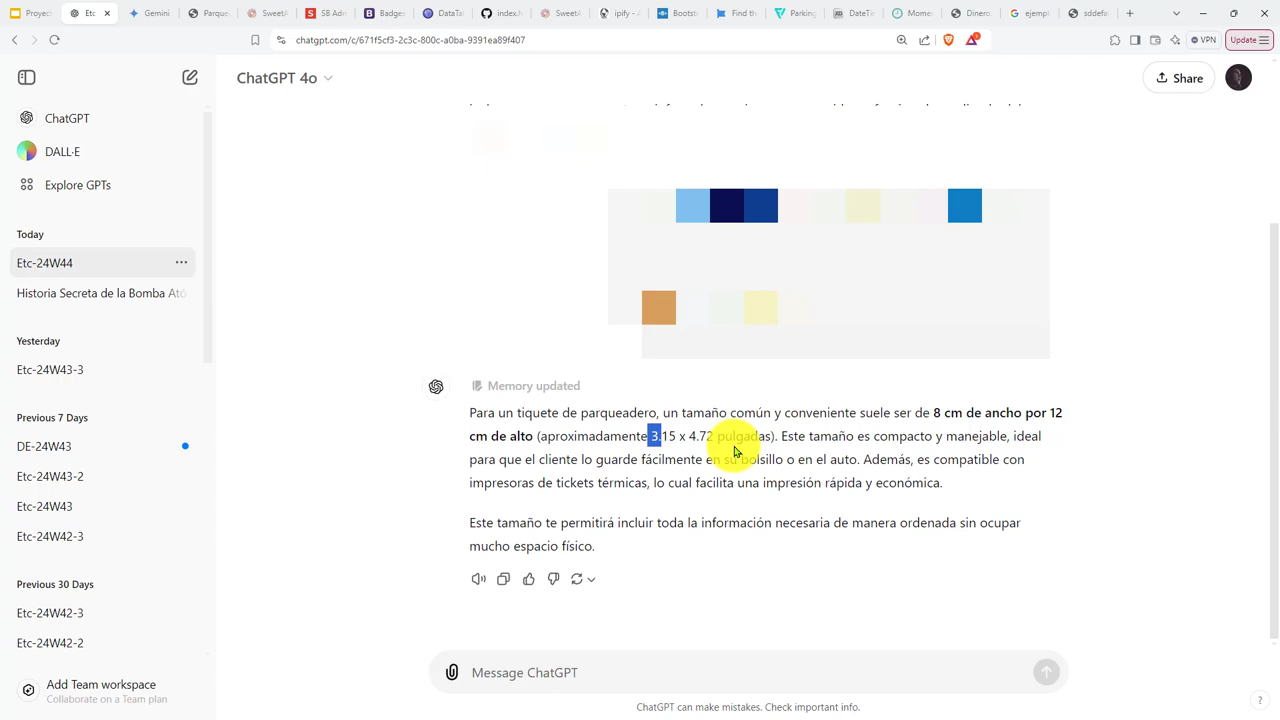 Proyec
Etc
Gemini
Parque
SweetA
SB Adm
Badges
DataTa
index.h
SweetA
ipify - A
Bootst
Find the
Parking
DateTin
Mome
Dinero
ejempl
sddefa
chatgpt.com/c/671f5cf3-2c3c-800c-a0ba-9391ea89f407
VPN
Update
ChatGPT 4o
Share
ChatGPT
DALL·E
Explore GPTs
Today
Etc-24W44
Historia Secreta de la Bomba Ató
Yesterday
Etc-24W43-3
Previous 7 Days
DE-24W43
Etc-24W43-2
Etc-24W43
Etc-24W42-3
Previous 30 Days
Etc-24W42-3
Etc-24W42-2
Add Team workspace
Collaborate on a Team plan
Memory updated
Para un tiquete de parqueadero, un tamaño común y conveniente suele ser de 8 cm de ancho por 12
cm de alto (aproximadamente 3.15 x 4.72 pulgadas). Este tamaño es compacto y manejable, ideal
para que el cliente lo guarde fácilmente en su bolsillo o en el auto. Además, es compatible con
impresoras de tickets térmicas, lo cual facilita una impresión rápida y económica.
Este tamaño te permitirá incluir toda la información necesaria de manera ordenada sin ocupar
mucho espacio físico.
Message ChatGPT
ChatGPT can make mistakes. Check important info.
?